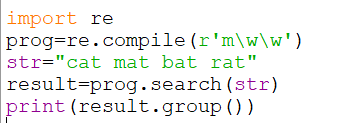 import re
prog=re.compile(r'm\w\w')
str="cat mat bat rat"
result=prog.search(str)
print(result.group())